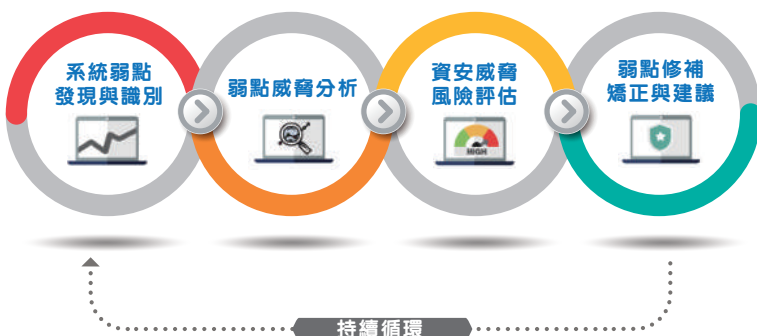 系統弱點
發現與識別
弱點威脅分析
資安威脅
風險評估
HIGH
弱點修補
矯正與建議
持續循環